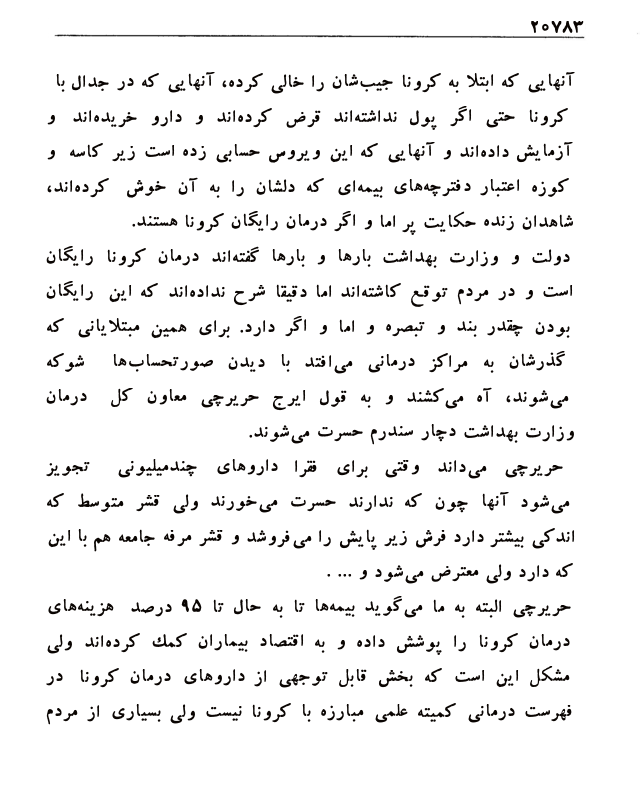 ۲۰۷۸۳
آنهایی که ابتلا به کرونا جیب‌شان را خالی کرده، آنهایی که در جدال با
کرونا حتی اگر پول نداشته‌اند قرض کرده‌اند و دارو خریده‌اند و
آزمایش داده‌اند و آنهایی که این ویروس حسابی زده است زیر کاسه و
کوزه اعتبار دفترچه‌های بیمه‌ای که دلشان را به آن خوش کرده‌اند،
شاهدان زنده حکایت پر اما و اگر درمان رایگان کرونا هستند.
دولت و وزارت بهداشت بارها و بارها گفته‌اند درمان کرونا رایگان
است و در مردم توقع کاشته‌اند اما دقیقا شرح نداده‌اند که این رایگان
بودن چقدر بند و تبصره و اما و اگر دارد. برای همین مبتلایانی که
گذرشان به مراکز درمانی می‌افتد با دیدن صورتحساب‌ها شوکه
می‌شوند، آه می‌کشند و به قول ایرج حریرچی معاون کل درمان
وزارت بهداشت دچار سندرم حسرت می‌شوند.
حریرچی می‌داند وقتی برای فقرا داروهای چندمیلیونی تجویز
می‌شود آنها چون که ندارند حسرت می‌خورند ولی قشر متوسط که
اندکی بیشتر دارد فرش زیر پایش را می‌فروشد و قشر مرفه جامعه هم با این
که دارد ولی معترض می‌شود و ... .
حریرچی البته به ما می‌گوید بیمه‌ها تا به حال تا ۹۵ درصد هزینه‌های
درمان کرونا را پوشش داده و به اقتصاد بیماران کمک کرده‌اند ولی
مشکل این است که بخش قابل توجهی از داروهای درمان کرونا در
فهرست درمانی کمیته علمی مبارزه با کرونا نیست ولی بسیاری از مردم